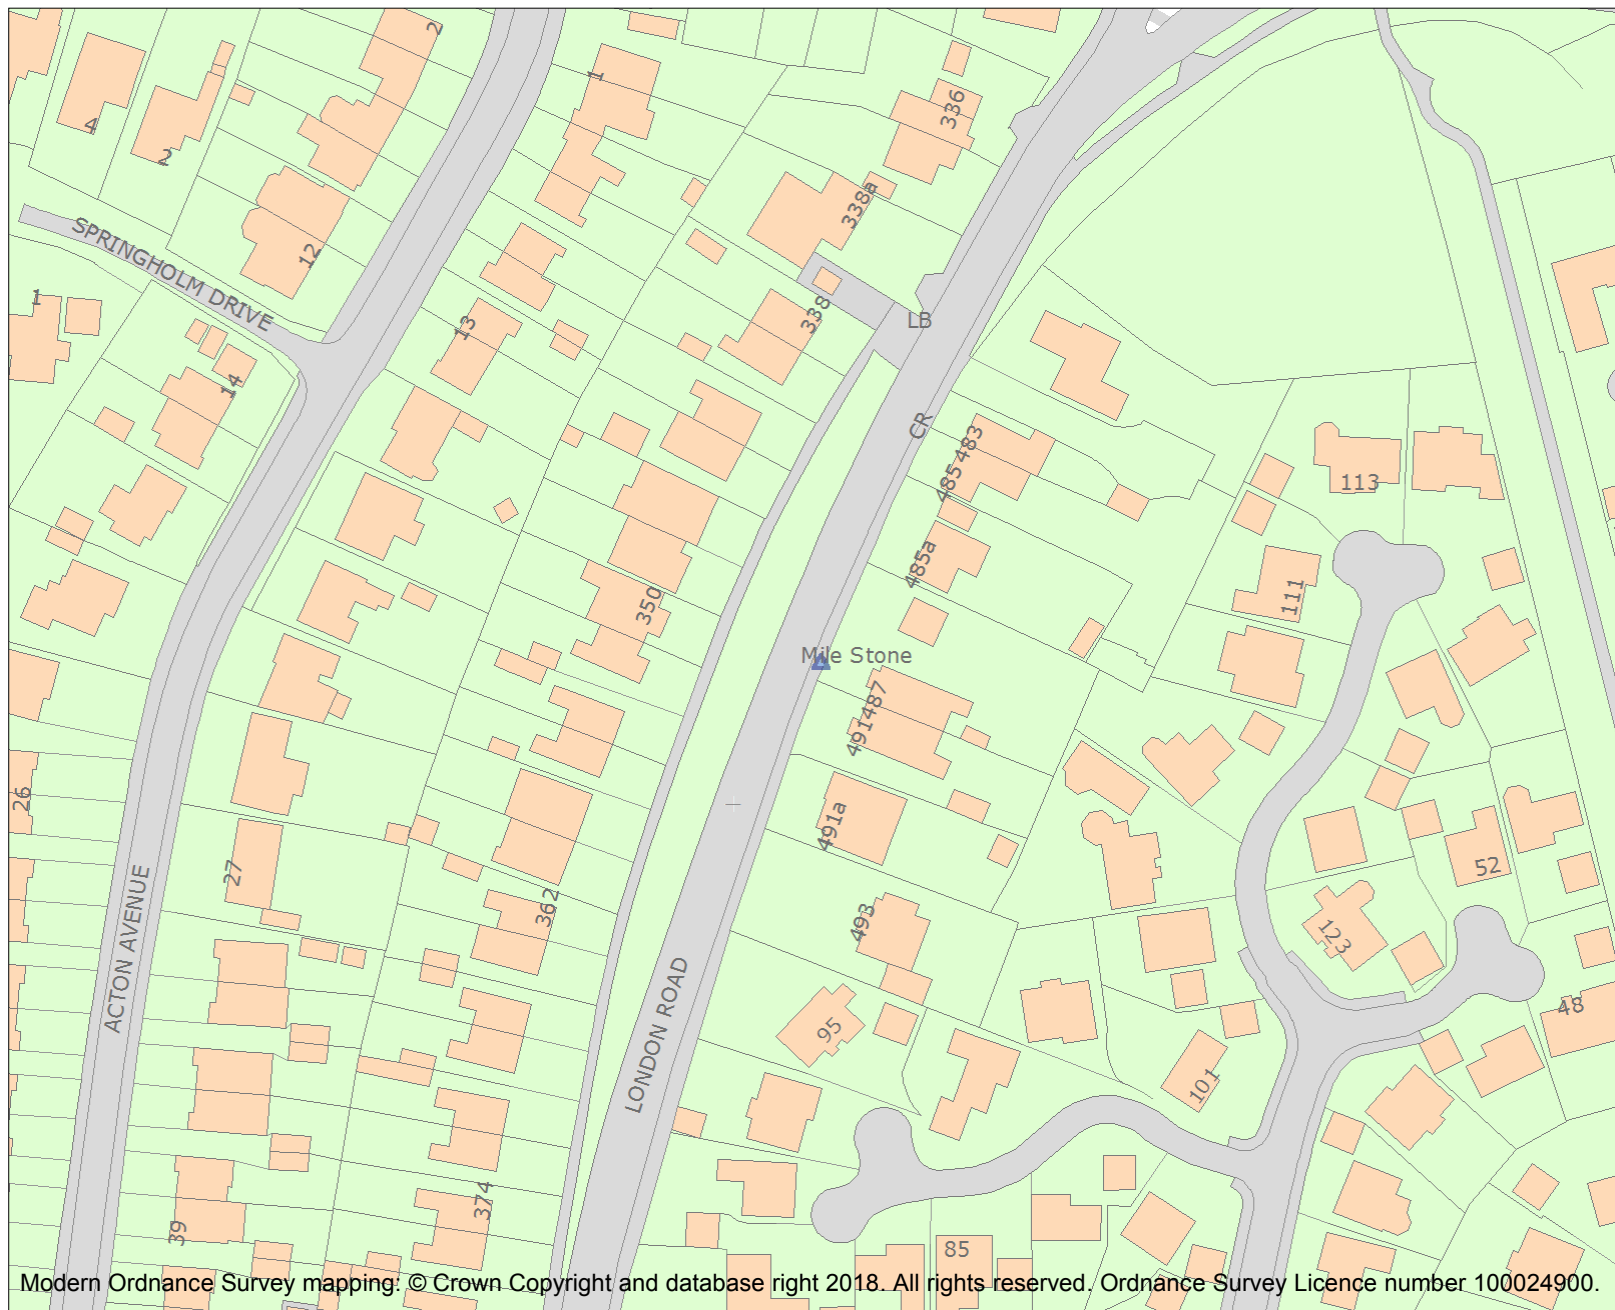 2
1
4
2
336
338a
SPRINGHOLM DRIVE
12
1
13
338
LB
14
CR
483
485
113
485a
111
350
Mile Stone
487
491
26
491a
27
52
362
493
123
ACTON AVENUE
LONDON ROAD
95
48
101
374
39
85
Modern Ordnance Survey mapping: © Crown Copyright and database right 2018. All rights reserved. Ordnance Survey Licence number 100024900.